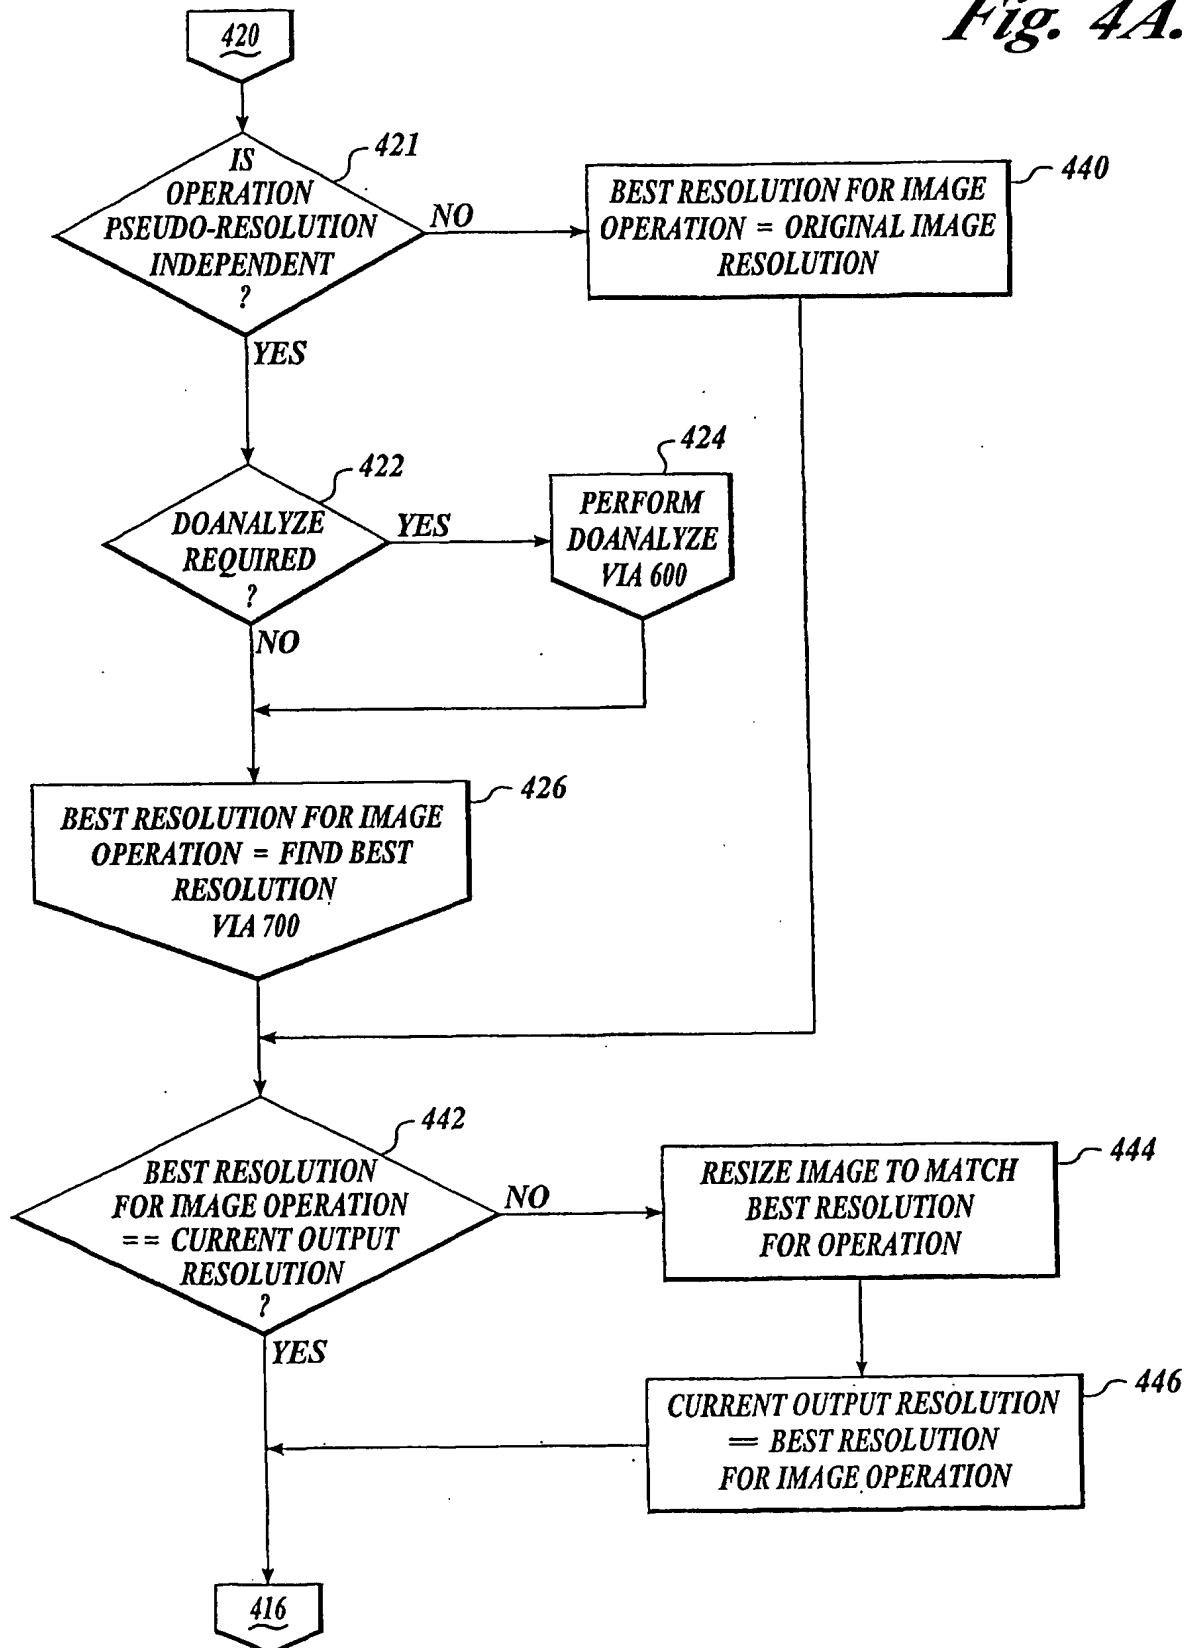 Fig. 4A.
420
421
IS
OPERATION
PSEUDO-RESOLUTION
INDEPENDENT
?
NO
YES
440
BEST RESOLUTION FOR IMAGE
OPERATION = ORIGINAL IMAGE
RESOLUTION
422
DOANALYZE
REQUIRED
?
YES
NO
424
PERFORM
DOANALYZE
VIA 600
426
BEST RESOLUTION FOR IMAGE
OPERATION = FIND BEST
RESOLUTION
VIA 700
442
BEST RESOLUTION
FOR IMAGE OPERATION
== CURRENT OUTPUT
RESOLUTION
?
NO
YES
444
RESIZE IMAGE TO MATCH
BEST RESOLUTION
FOR OPERATION
446
CURRENT OUTPUT RESOLUTION
== BEST RESOLUTION
FOR IMAGE OPERATION
416